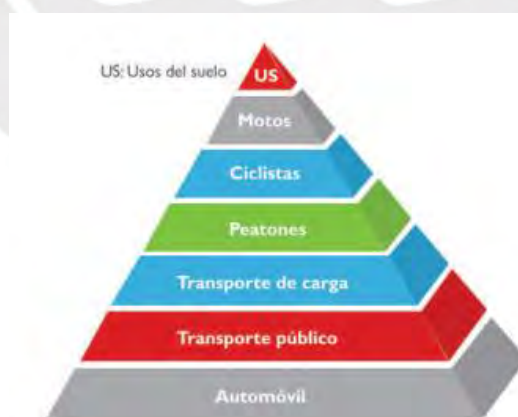 US: Usos del suelo
US
Motos
Ciclistas
Peatones
Transporte de carga
Transporte público
Automóvil